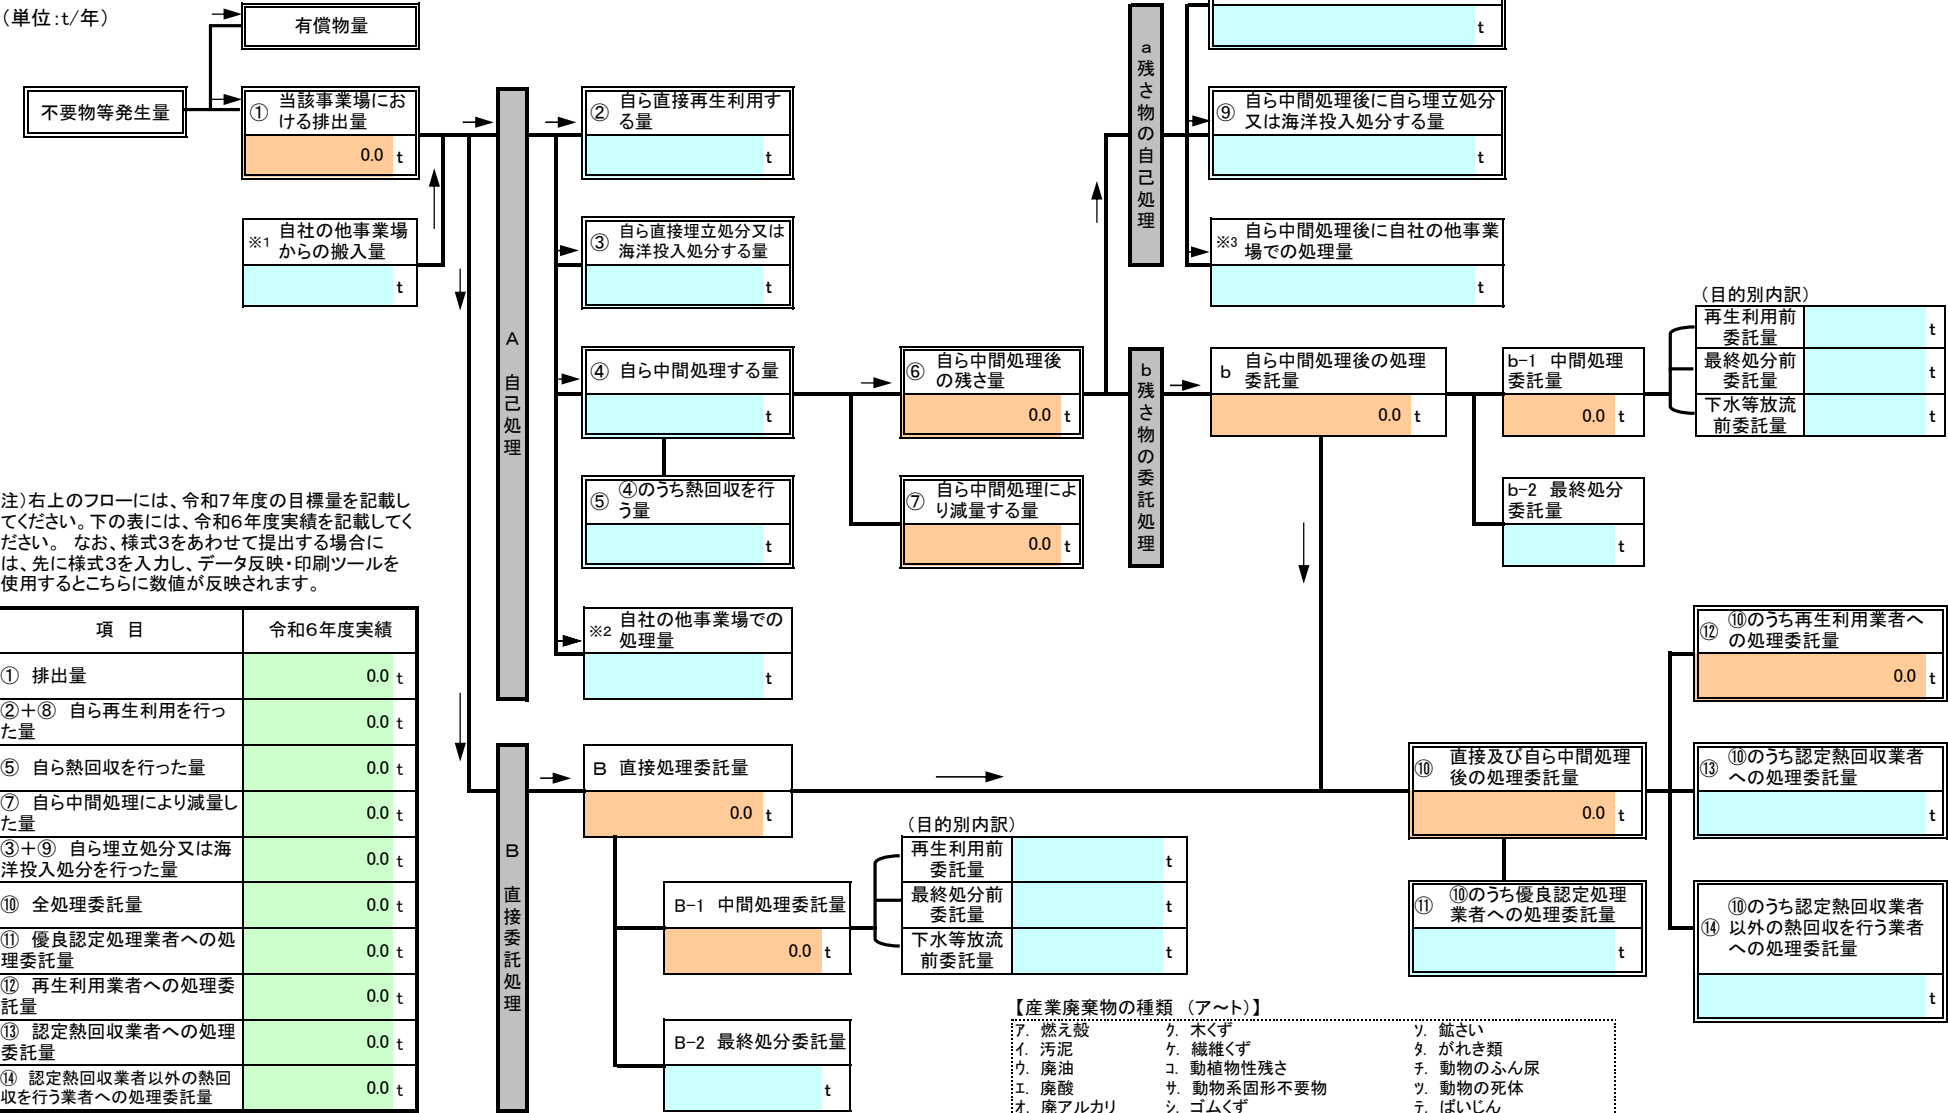 (単位:t/年)
有償物量
不要物等発生量
① 当該事業場にお
ける排出量
0.0 t
※1 自社の他事業場
からの搬入量
t
A 自己処理
② 自ら直接再生利用す
る量
t
③ 自ら直接埋立処分又は
海洋投入処分する量
t
④ 自ら中間処理する量
t
⑤ ④のうち熱回収を行
う量
t
※2 自社の他事業場での
処理量
t
⑥ 自ら中間処理後
の残さ量
0.0 t
⑦ 自ら中間処理によ
り減量する量
0.0 t
a 残さ物の自己処理
t
⑨ 自ら中間処理後に自ら埋立処分
又は海洋投入処分する量
t
※3 自ら中間処理後に自社の他事業
場での処理量
t
b 残さ物の委託処理
b 自ら中間処理後の処理
委託量
0.0 t
b-1 中間処理
委託量
0.0 t
b-2 最終処分
委託量
t
(目的別内訳)
再生利用前
委託量
t
最終処分前
委託量
t
下水等放流
前委託量
t
注)右上のフローには、令和7年度の目標量を記載し
てください。下の表には、令和6年度実績を記載してく
ださい。 なお、様式3をあわせて提出する場合に
は、先に様式3を入力し、データ反映・印刷ツールを
使用するとこちらに数値が反映されます。
項 目 令和6年度実績
① 排出量 0.0 t
②+⑧ 自ら再生利用を行っ
た量 0.0 t
⑤ 自ら熱回収を行った量 0.0 t
⑦ 自ら中間処理により減量し
た量 0.0 t
③+⑨ 自ら埋立処分又は海
洋投入処分を行った量 0.0 t
⑩ 全処理委託量 0.0 t
⑪ 優良認定処理業者への処
理委託量 0.0 t
⑫ 再生利用業者への処理委
託量 0.0 t
⑬ 認定熱回収業者への処理
委託量 0.0 t
⑭ 認定熱回収業者以外の熱回
収を行う業者への処理委託量 0.0 t
B 直接委託処理
B 直接処理委託量
0.0 t
B-1 中間処理委託量
0.0 t
B-2 最終処分委託量
t
(目的別内訳)
再生利用前
委託量
t
最終処分前
委託量
t
下水等放流
前委託量
t
⑩ 直接及び自ら中間処理
後の処理委託量
0.0 t
⑪ ⑩のうち優良認定処理
業者への処理委託量
t
⑫ ⑩のうち再生利用業者へ
の処理委託量
0.0 t
⑬ ⑩のうち認定熱回収業者
への処理委託量
t
⑭ ⑩のうち認定熱回収業者
以外の熱回収を行う業者
への処理委託量
t
【産業廃棄物の種類 (ア~ト)】
ア. 燃え殻 ク. 木くず ソ. 鉱さい
イ. 汚泥 ケ. 繊維くず タ. がれき類
ウ. 廃油 コ. 動植物性残さ チ. 動物のふん尿
エ. 廃酸 サ. 動物系固形不要物 ツ. 動物の死体
オ. 廃アルカリ シ. ゴムくず テ. ばいじん